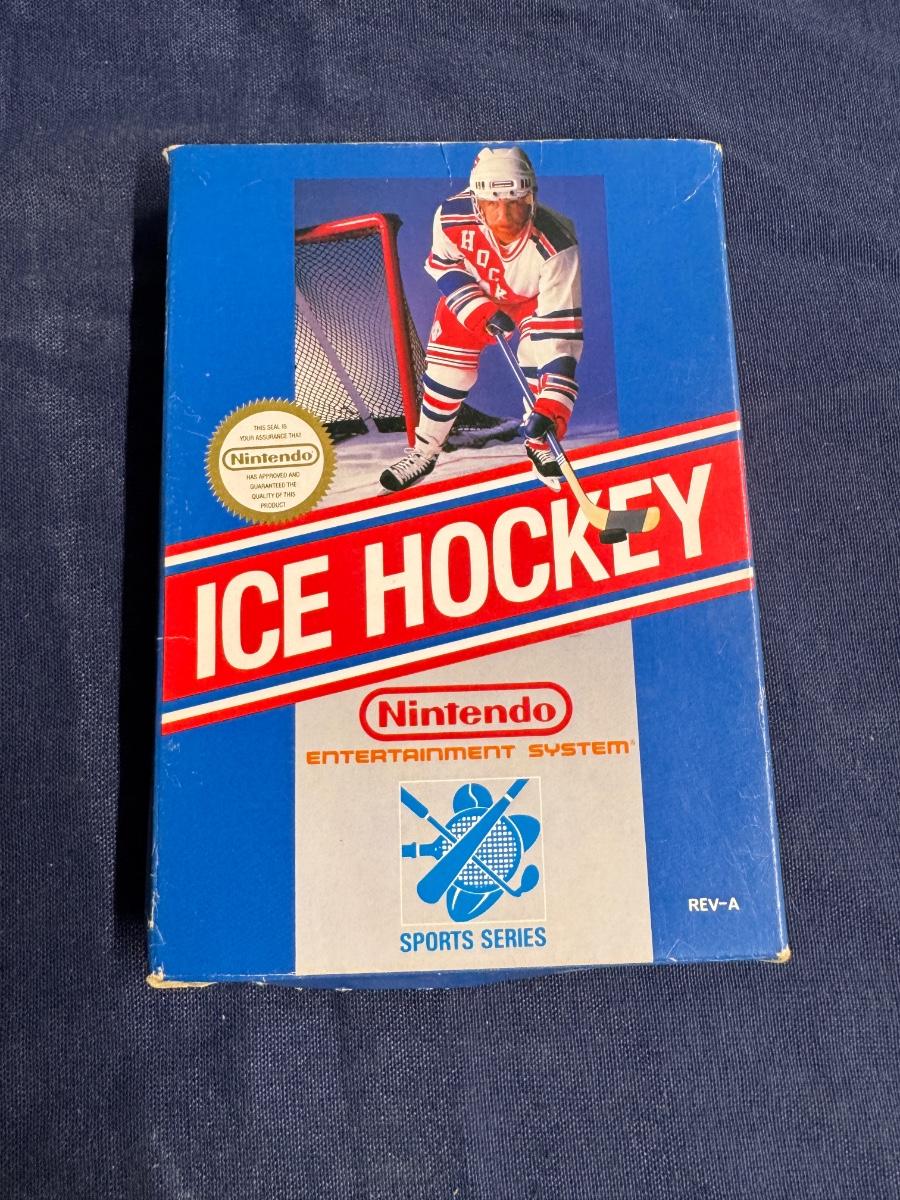 HOCK
THIS SEAL IS
YOUR ASSURANCE THAT
Nintendo
HAS APPROVED AND
GUARANTEED THE
QUALITY OF THIS
PRODUCT
ICE HOCKEY
Nintendo
ENTERTAINMENT SYSTEM®
SPORTS SERIES
REV-A